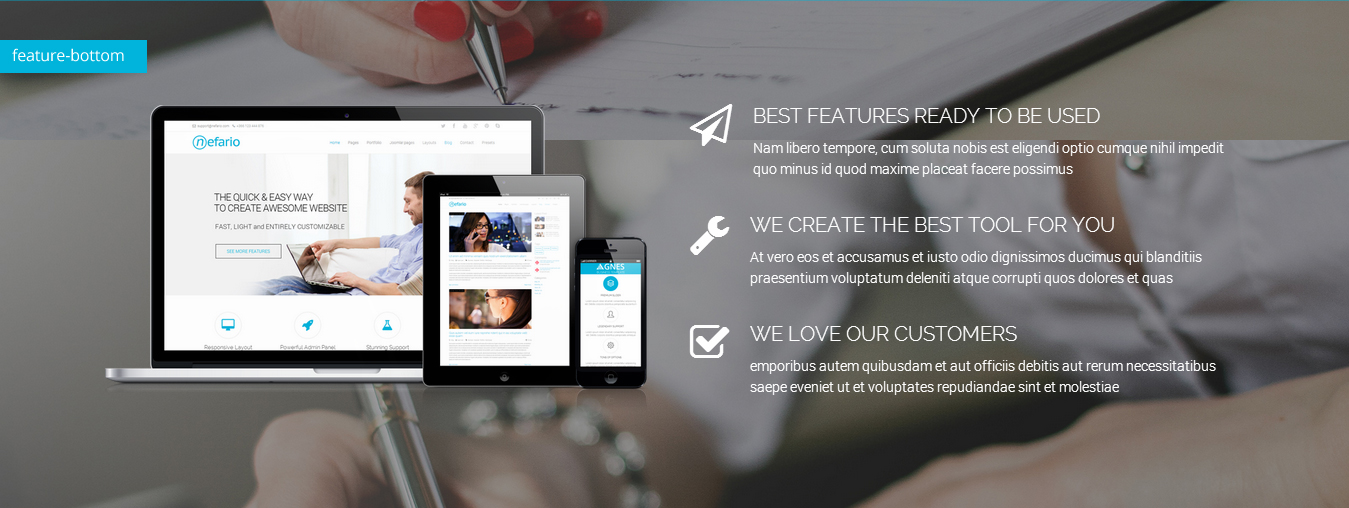 feature-bottom
nefario
Home Pages Portfolio Joomla! pages Layouts Blog Contact Presets
THE QUICK & EASY WAY
TO CREATE AWESOME WEBSITE
FAST, LIGHT and ENTIRELY CUSTOMIZABLE
SEE MORE FEATURES
Responsive Layout Powerful Admin Panel Stunning Support
nefario
AGNES
BEST FEATURES READY TO BE USED
Nam libero tempore, cum soluta nobis est eligendi optio cumque nihil impedit
quo minus id quod maxime placeat facere possimus
WE CREATE THE BEST TOOL FOR YOU
At vero eos et accusamus et iusto odio dignissimos ducimus qui blanditiis
praesentium voluptatum deleniti atque corrupti quos dolores et quas
WE LOVE OUR CUSTOMERS
emporibus autem quibusdam et aut officiis debitis aut rerum necessitatibus
saepe eveniet ut et voluptates repudiandae sint et molestiae